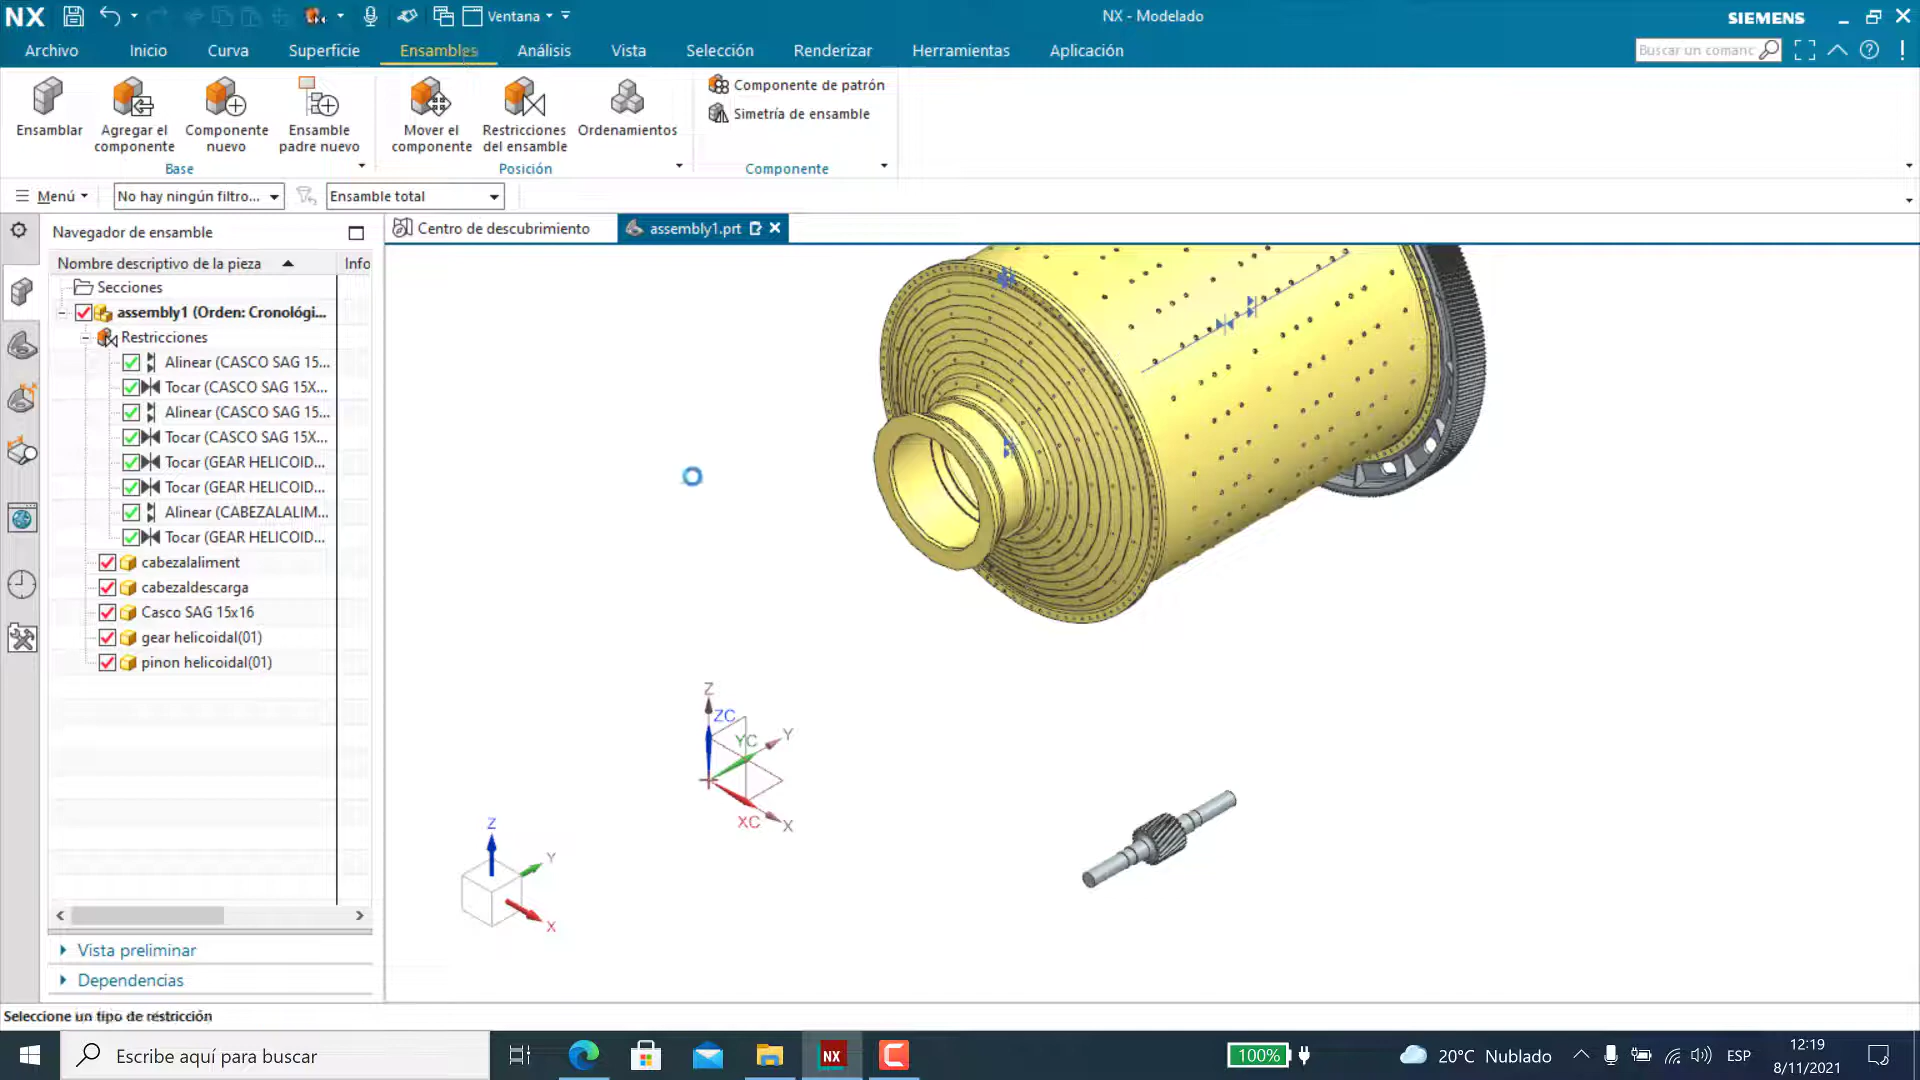 NX
Ventana
NX - Modelado
SIEMENS
Archivo
Inicio
Curva
Superficie
Ensambles
Análisis
Vista
Selección
Renderizar
Herramientas
Aplicación
Buscar un comanc
Ensamblar
Agregar el componente
Componente nuevo
Ensamble padre nuevo
Base
Mover el componente
Restricciones del ensamble
Ordenamientos
Posición
Componente de patrón
Simetría de ensamble
Componente
Menú
No hay ningún filtro...
Ensamble total
Navegador de ensamble
Centro de descubrimiento
assembly1.prt
Nombre descriptivo de la pieza
Info
Secciones
assembly1 (Orden: Cronológi...
Restricciones
Alinear (CASCO SAG 15...
Tocar (CASCO SAG 15X...
Alinear (CASCO SAG 15...
Tocar (CASCO SAG 15X...
Tocar (GEAR HELICOID...
Tocar (GEAR HELICOID...
Alinear (CABEZALALIM...
Tocar (GEAR HELICOID...
cabezalaliment
cabezaldescarga
Casco SAG 15x16
gear helicoidal(01)
pinon helicoidal(01)
Z
ZC
YC
Y
XC
X
Z
Y
X
Vista preliminar
Dependencias
Seleccione un tipo de restricción
Escribe aquí para buscar
NX
100%
20°C Nublado
ESP
12:19
8/11/2021